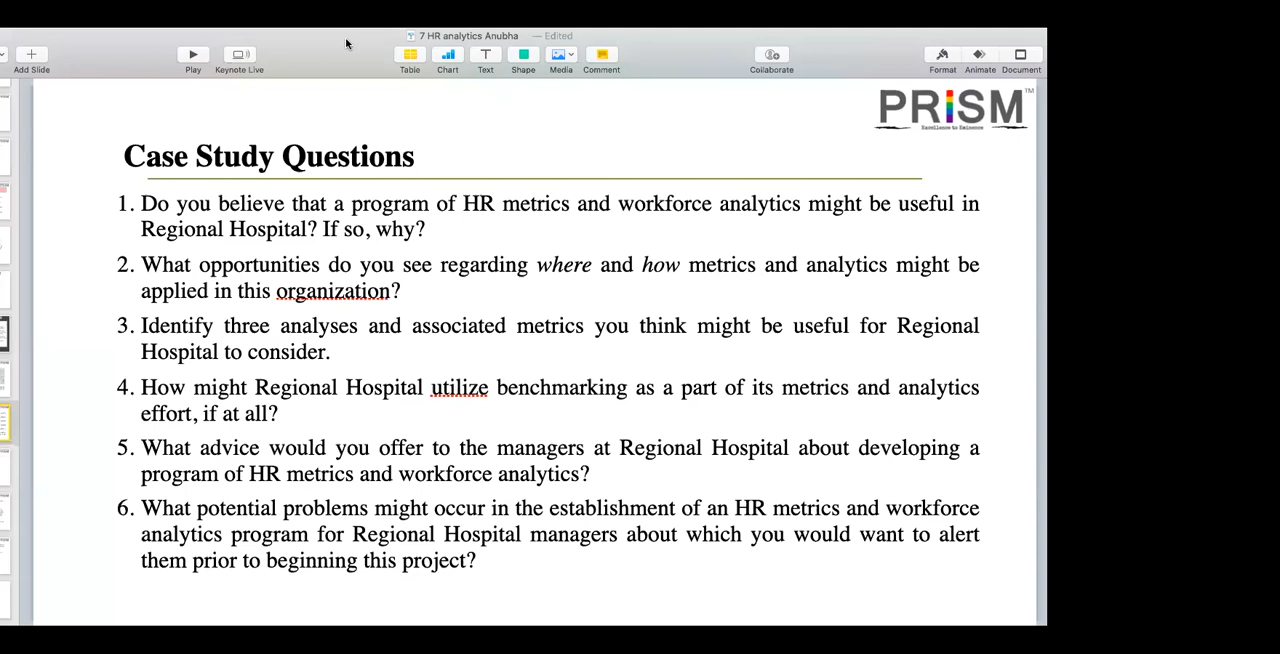 7 HR analytics Anubha — Edited
Add Slide
Play
Keynote Live
Table
Chart
Text
Shape
Media
Comment
Collaborate
Format
Animate
Document
PRiSM TM
Excellence to Eminence
Case Study Questions
1. Do you believe that a program of HR metrics and workforce analytics might be useful in
Regional Hospital? If so, why?
2. What opportunities do you see regarding where and how metrics and analytics might be
applied in this organization?
3. Identify three analyses and associated metrics you think might be useful for Regional
Hospital to consider.
4. How might Regional Hospital utilize benchmarking as a part of its metrics and analytics
effort, if at all?
5. What advice would you offer to the managers at Regional Hospital about developing a
program of HR metrics and workforce analytics?
6. What potential problems might occur in the establishment of an HR metrics and workforce
analytics program for Regional Hospital managers about which you would want to alert
them prior to beginning this project?